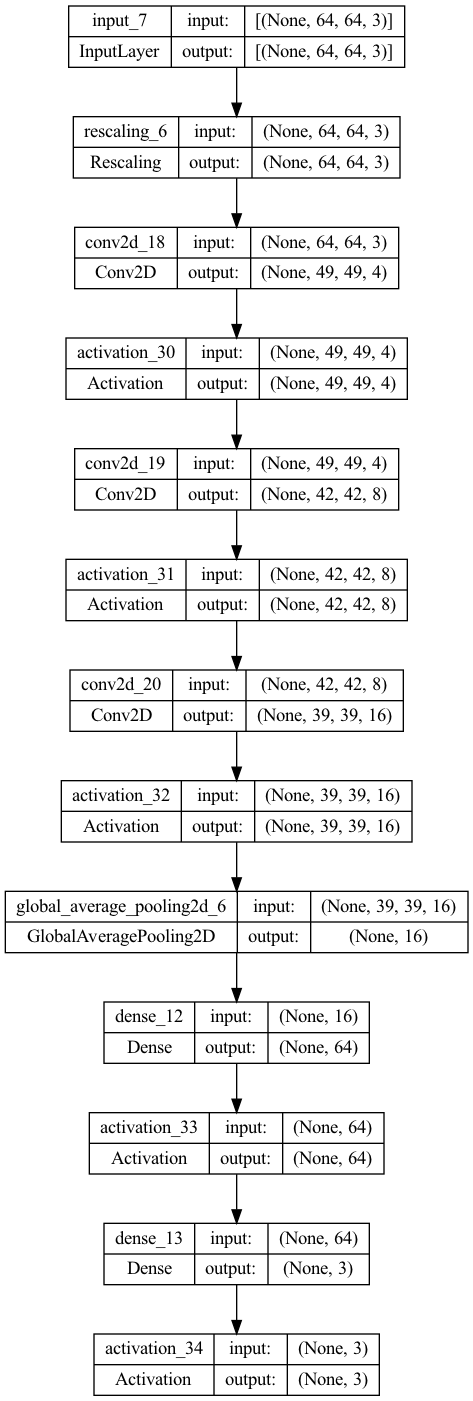 input_7 input: [(None, 64, 64, 3)]
InputLayer output: [(None, 64, 64, 3)]
rescaling_6 input: (None, 64, 64, 3)
Rescaling output: (None, 64, 64, 3)
conv2d_18 input: (None, 64, 64, 3)
Conv2D output: (None, 49, 49, 4)
activation_30 input: (None, 49, 49, 4)
Activation output: (None, 49, 49, 4)
conv2d_19 input: (None, 49, 49, 4)
Conv2D output: (None, 42, 42, 8)
activation_31 input: (None, 42, 42, 8)
Activation output: (None, 42, 42, 8)
conv2d_20 input: (None, 42, 42, 8)
Conv2D output: (None, 39, 39, 16)
activation_32 input: (None, 39, 39, 16)
Activation output: (None, 39, 39, 16)
global_average_pooling2d_6 input: (None, 39, 39, 16)
GlobalAveragePooling2D output: (None, 16)
dense_12 input: (None, 16)
Dense output: (None, 64)
activation_33 input: (None, 64)
Activation output: (None, 64)
dense_13 input: (None, 64)
Dense output: (None, 3)
activation_34 input: (None, 3)
Activation output: (None, 3)